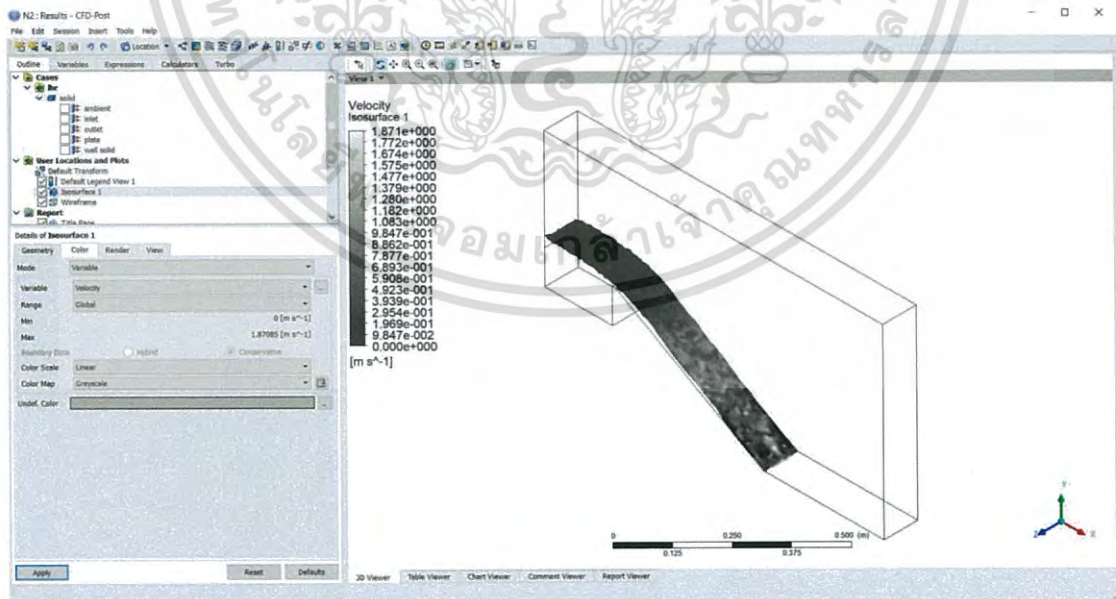 N2 : Results - CFD-Post
File Edit Session Insert Tools Help
Location
Outline Variables Expressions Calculators Turbo
Cases
lhr
solid
ambient
inlet
outlet
plate
wall solid
User Locations and Plots
Default Transform
Default Legend View 1
Isosurface 1
Wireframe
Report
Title Page
Details of Isosurface 1
Geometry Color Render View
Mode Variable
Variable Velocity
Range Global
Min 0 [m s^-1]
Max 1.87085 [m s^-1]
Boundary Data Hybrid Conservative
Color Scale Linear
Color Map Greyscale
Undef. Color
Apply Reset Defaults
View 1
Velocity
Isosurface 1
1.871e+000
1.772e+000
1.674e+000
1.575e+000
1.477e+000
1.379e+000
1.280e+000
1.182e+000
1.083e+000
9.847e-001
8.862e-001
7.877e-001
6.893e-001
5.908e-001
4.923e-001
3.939e-001
2.954e-001
1.969e-001
9.847e-002
0.000e+000
[m s^-1]
0 0.250 0.500 (m)
0.125 0.375
Y
Z X
3D Viewer Table Viewer Chart Viewer Comment Viewer Report Viewer